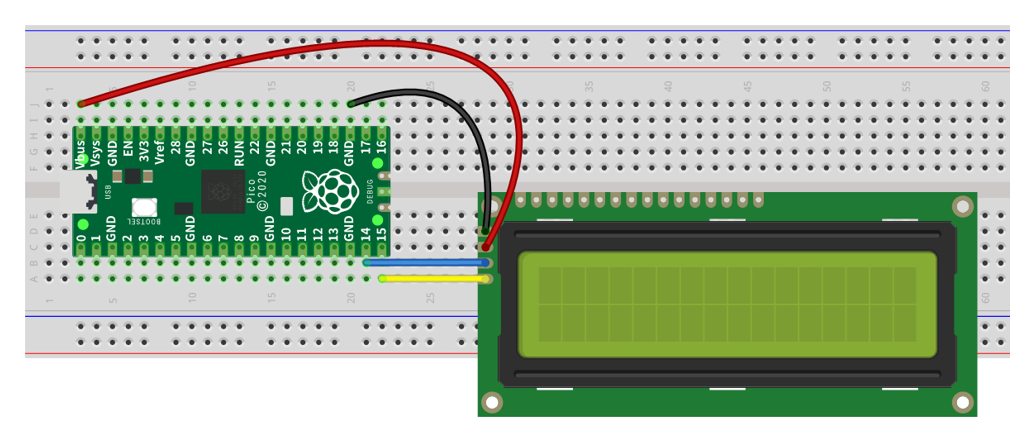 1 5 10 15 20 25 30 35 40 45 50 55 60
J
I
H
G
F
Vbus Vsys GND EN 3V3 Vref 28 GND 27 26 RUN 22 GND 21 20 19 18 GND 17 16
USB
BOOTSEL
Pico
©2020
DEBUG
0 1 GND 2 3 4 5 GND 6 7 8 9 GND 10 11 12 13 GND 14 15
E
D
C
B
A
1 5 10 15 20 25 60